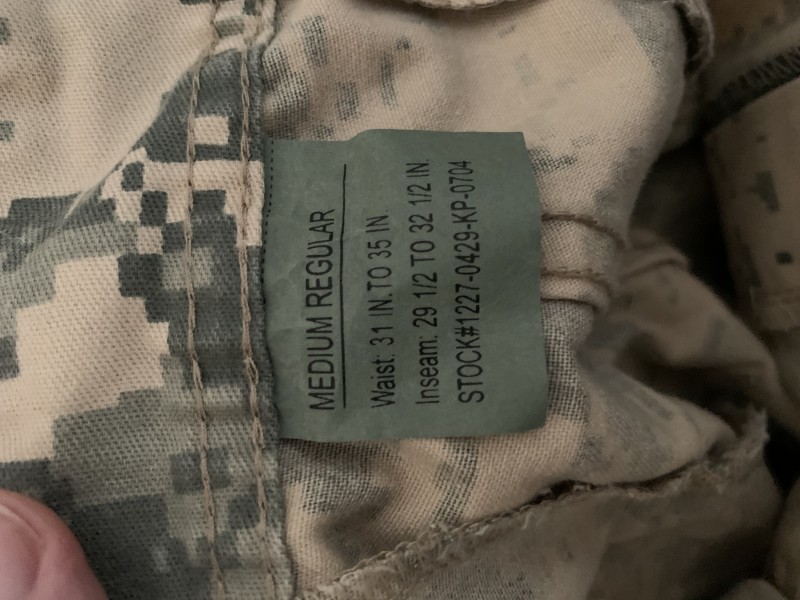 MEDIUM REGULAR
Waist: 31 IN.TO 35 IN.
Inseam: 29 1/2 TO 32 1/2 IN.
STOCK#1227-0429-KP-0704